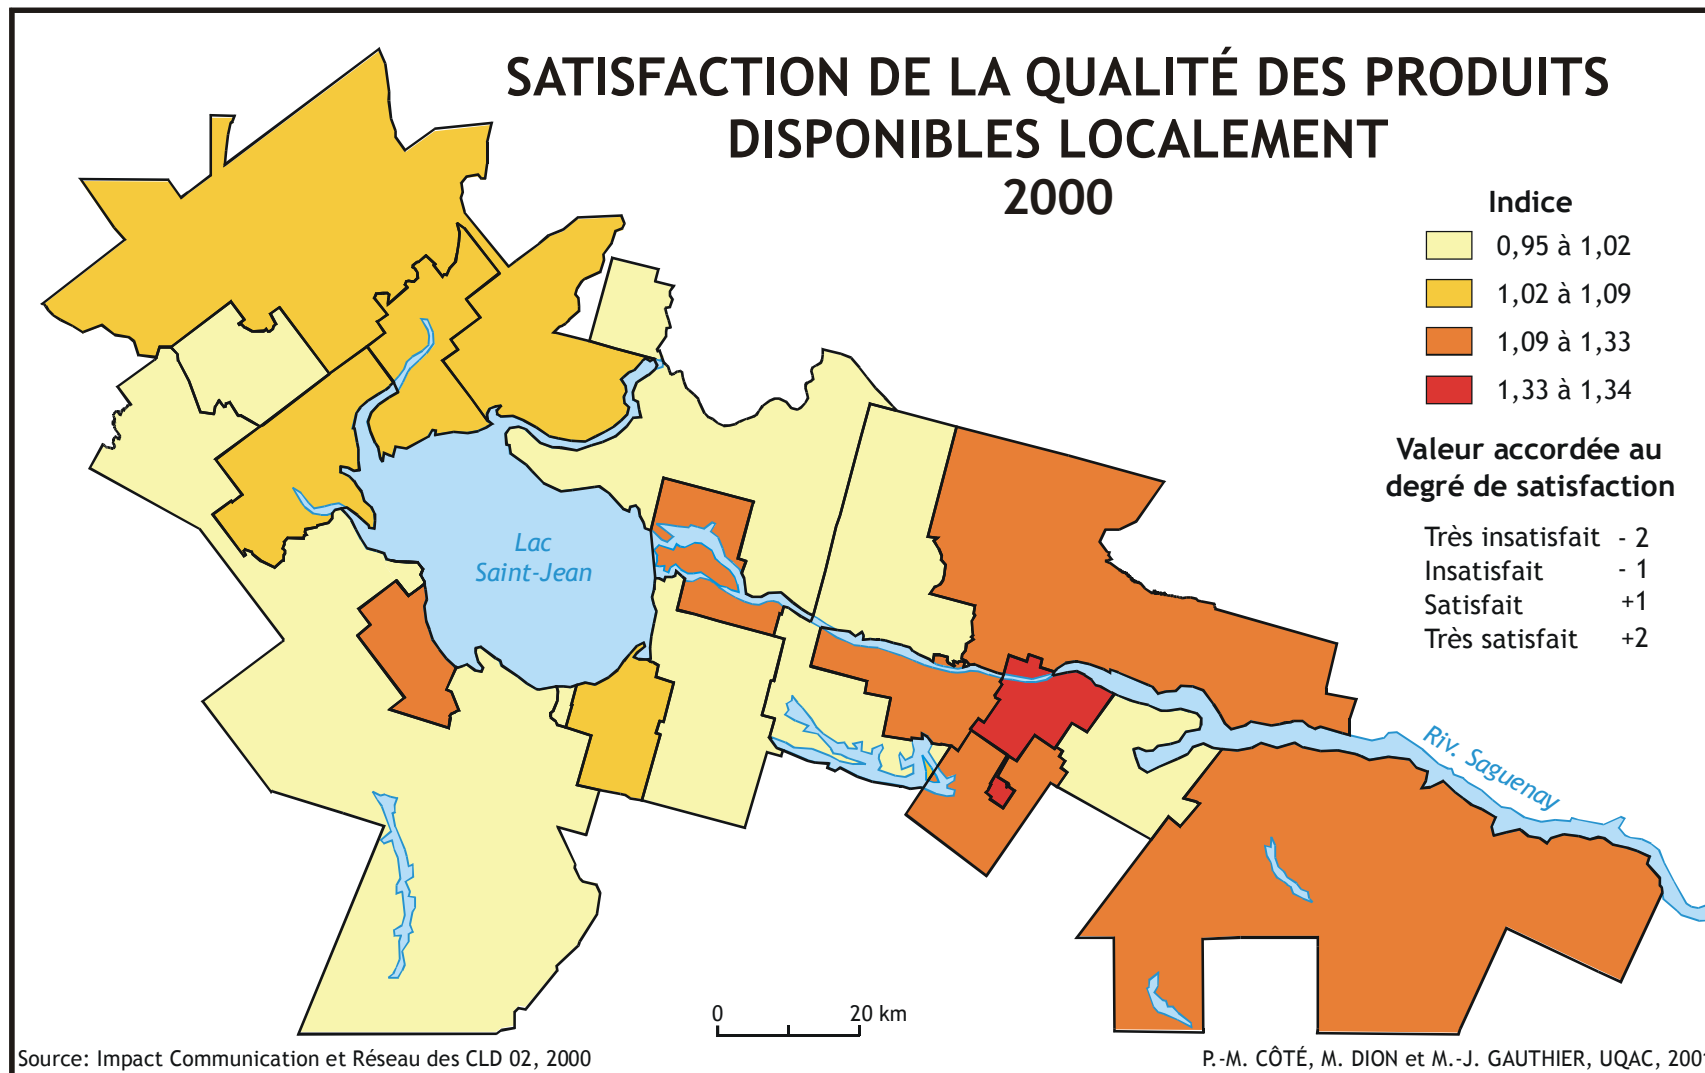 SATISFACTION DE LA QUALITÉ DES PRODUITS
DISPONIBLES LOCALEMENT
2000
Indice
0,95 à 1,02
1,02 à 1,09
1,09 à 1,33
1,33 à 1,34
Valeur accordée au
degré de satisfaction
Très insatisfait - 2
Insatisfait - 1
Satisfait +1
Très satisfait +2
Lac
Saint-Jean
Riv. Saguenay
0 20 km
Source: Impact Communication et Réseau des CLD 02, 2000
P.-M. CÔTÉ, M. DION et M.-J. GAUTHIER, UQAC, 2001